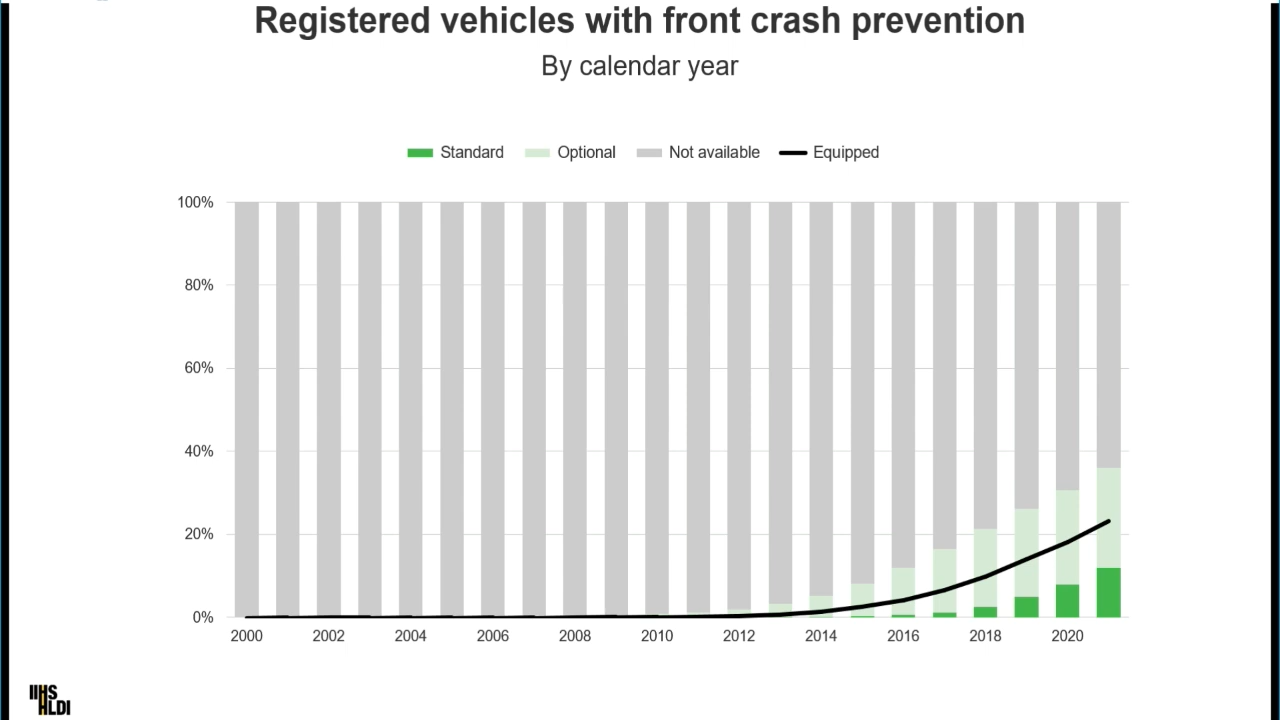 Registered vehicles with front crash prevention
By calendar year
Standard Optional Not available Equipped
100%
80%
60%
40%
20%
0%
2000 2002 2004 2006 2008 2010 2012 2014 2016 2018 2020
IIHS
HLDI